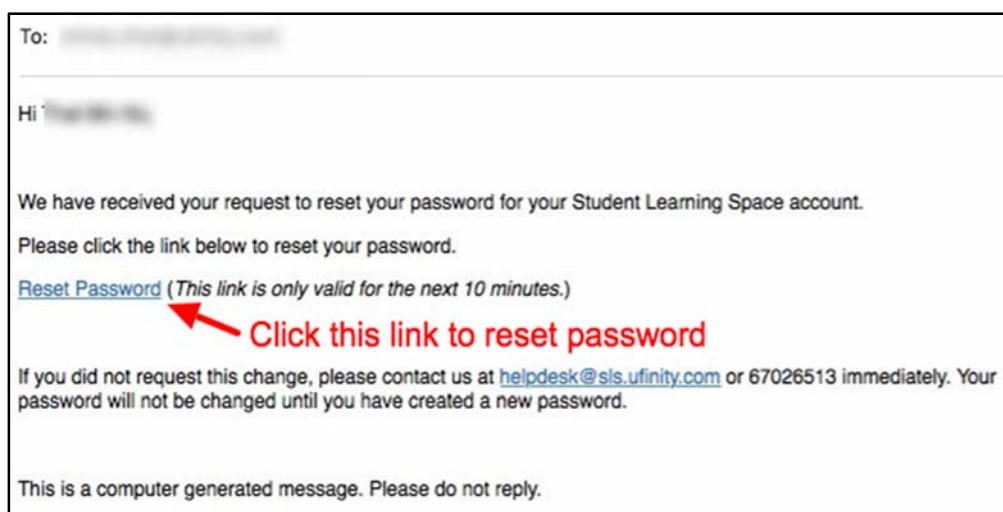 To:
Hi
We have received your request to reset your password for your Student Learning Space account.
Please click the link below to reset your password.
Reset Password (This link is only valid for the next 10 minutes.)
Click this link to reset password
If you did not request this change, please contact us at helpdesk@sls.ufinity.com or 67026513 immediately. Your
password will not be changed until you have created a new password.
This is a computer generated message. Please do not reply.